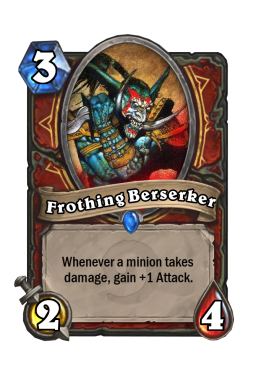 3
Frothing Berserker
Whenever a minion takes
damage, gain +1 Attack.
2
4